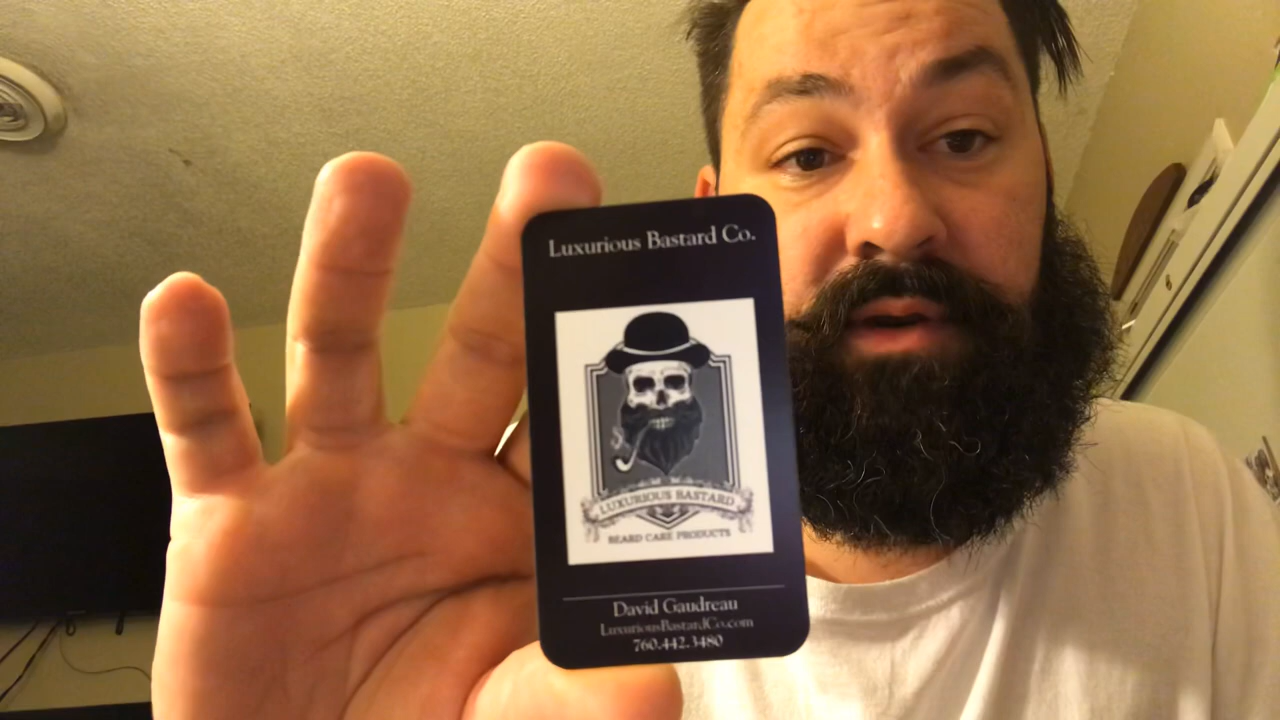 Luxurious Bastard Co.
LUXURIOUS BASTARD
BEARD CARE PRODUCTS
David Gaudreau
LuxuriousBastardCo.com
760.442.3480